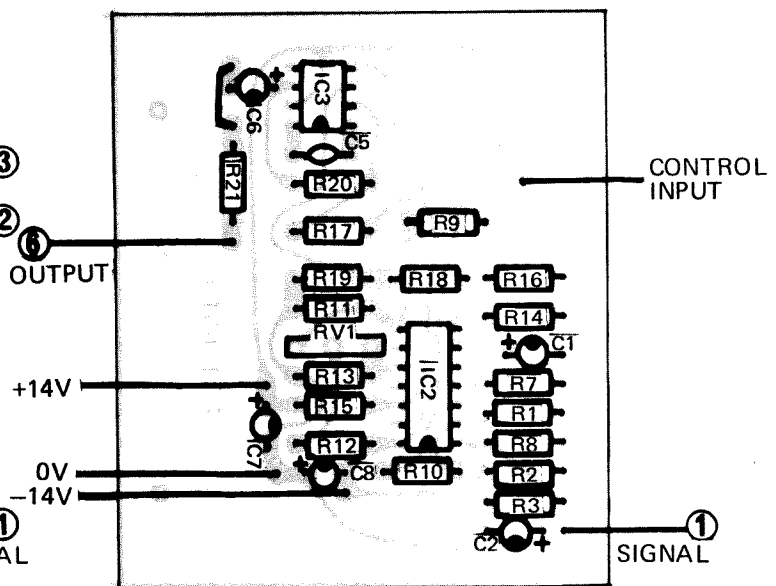 IC3
C6
C5
③
R21
R20
CONTROL
INPUT
②
R17
R9
⑥
OUTPUT
R19
R18
R16
R11
R14
RV1
C1
IC2
+
+14V
R13
R7
R15
R1
+
C7
R12
R8
0V
+
C8
R10
R2
−14V
R3
①
AL
C2
+
①
SIGNAL
+